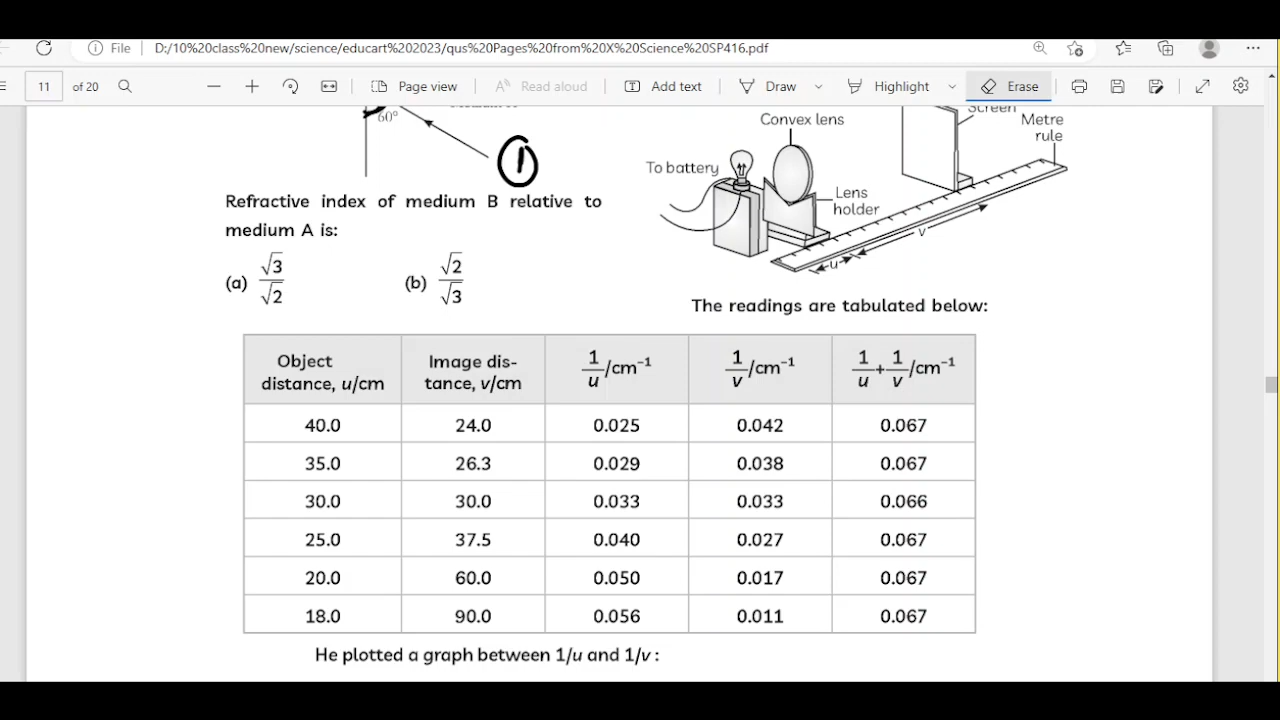 File D:/10%20class%20new/science/educart%202023/qus%20Pages%20from%20X%20Science%20SP416.pdf
11 of 20 Page view Read aloud Add text Draw Highlight Erase
60°
1
Refractive index of medium B relative to
medium A is:
(a) √3/√2 (b) √2/√3
Convex lens
Screen
Metre
rule
To battery
Lens
holder
v
u
The readings are tabulated below:
Object distance, u/cm Image dis-tance, v/cm 1/u /cm⁻¹ 1/v /cm⁻¹ 1/u + 1/v /cm⁻¹
40.0 24.0 0.025 0.042 0.067
35.0 26.3 0.029 0.038 0.067
30.0 30.0 0.033 0.033 0.066
25.0 37.5 0.040 0.027 0.067
20.0 60.0 0.050 0.017 0.067
18.0 90.0 0.056 0.011 0.067
He plotted a graph between 1/u and 1/v :